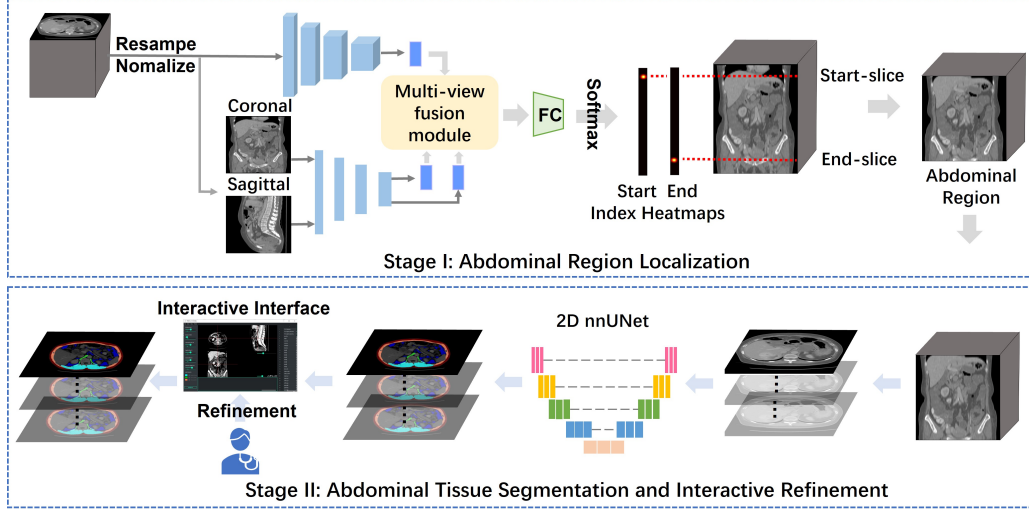 Resampe
Nomalize
Coronal
Sagittal
Multi-view
fusion
module
FC
Softmax
Start
End
Index Heatmaps
Start-slice
End-slice
Abdominal
Region
Stage I: Abdominal Region Localization
Interactive Interface
Refinement
2D nnUNet
Stage II: Abdominal Tissue Segmentation and Interactive Refinement